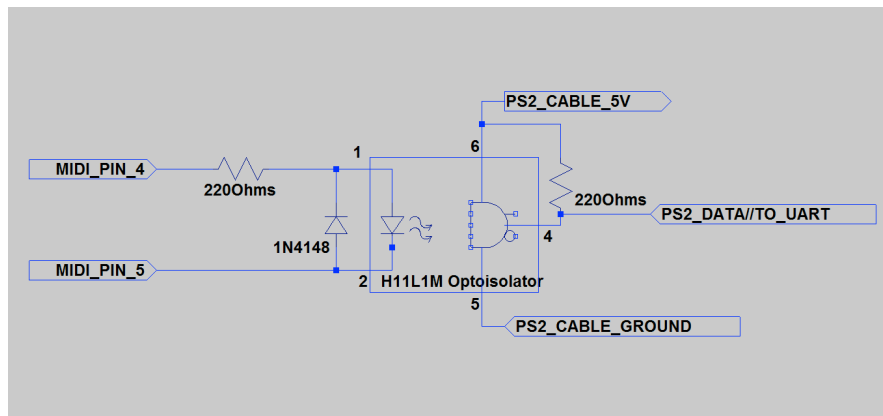 PS2_CABLE_5V
1
6
MIDI_PIN_4
220Ohms
220Ohms
PS2_DATA//TO_UART
4
1N4148
MIDI_PIN_5
2
H11L1M Optoisolator
5
PS2_CABLE_GROUND